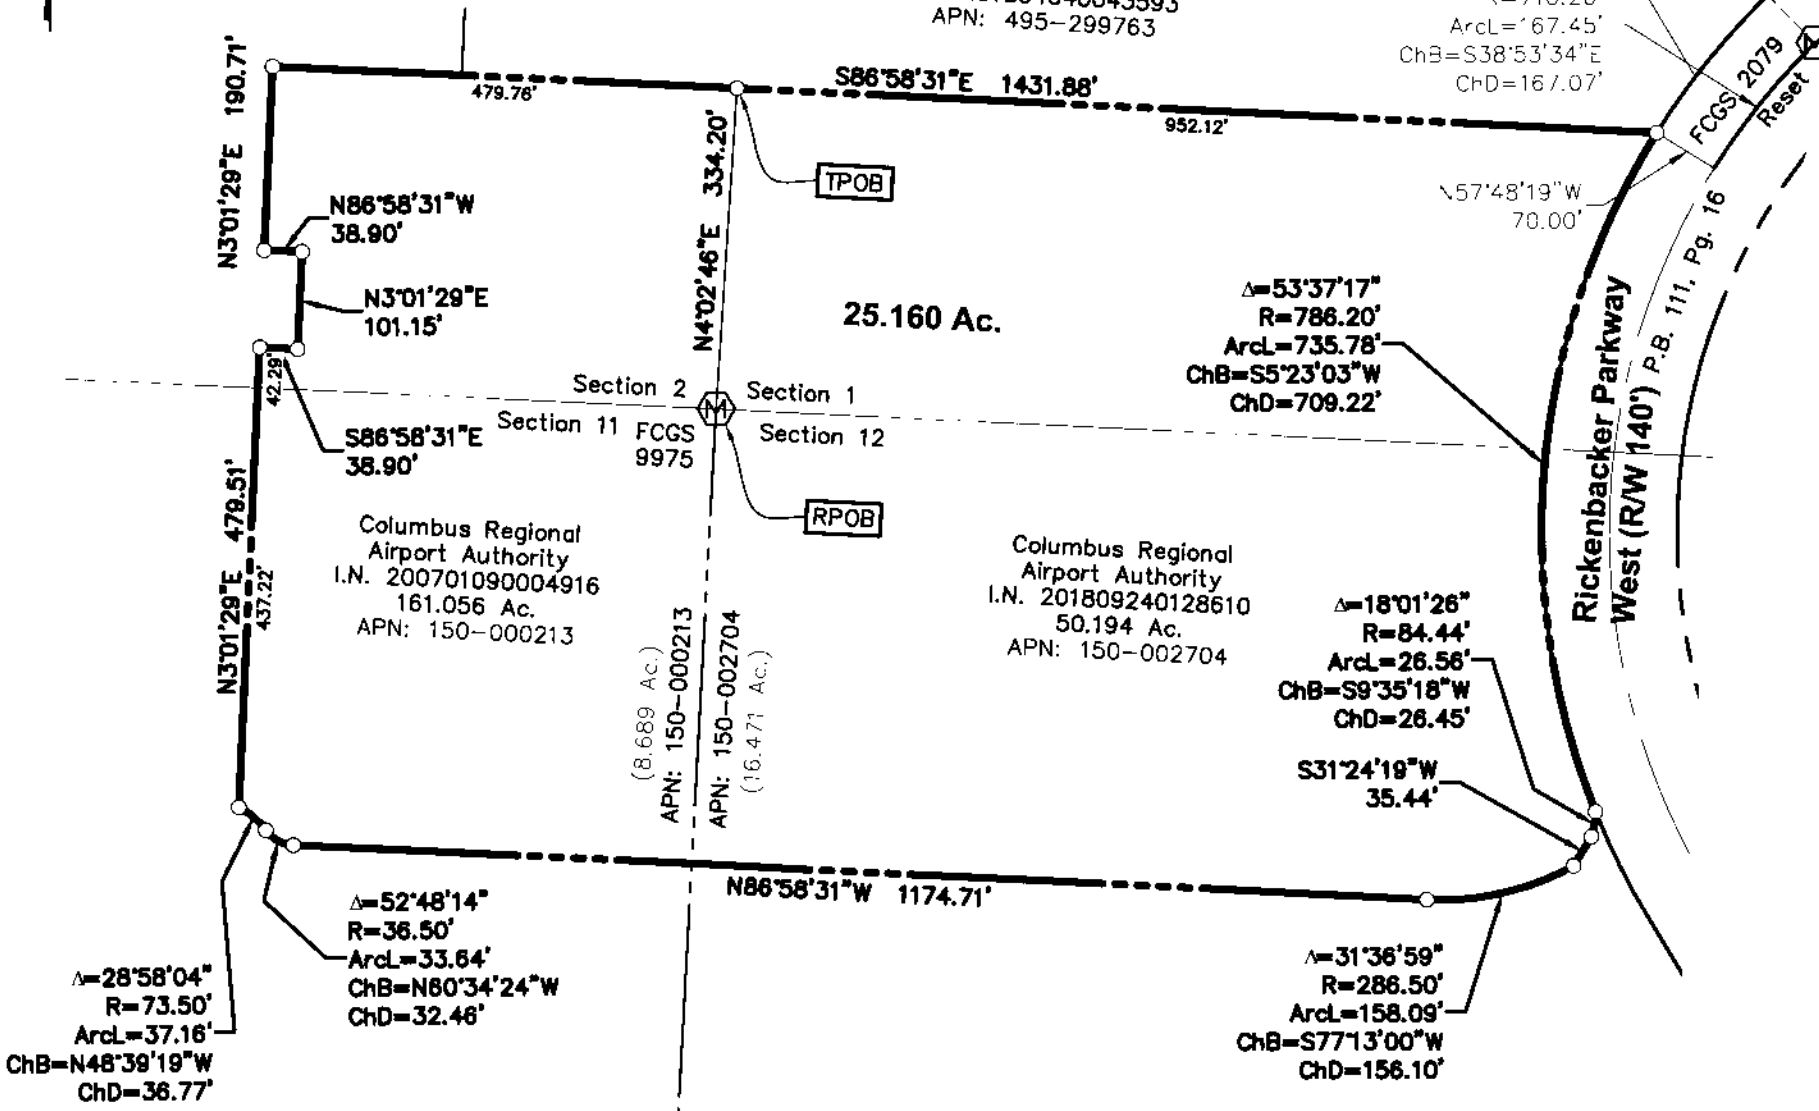 APN: 495-299763
ArcL=167.45'
ChB=S38°53'34"E
ChD=167.07'
FCGS 2079
Reset
S86°58'31"E 1431.88'
479.76'
952.12'
N3°01'29"E 190.71'
N86°58'31"W
38.90'
N3°01'29"E
101.15'
N4°02'46"E 334.20'
TPOB
57°48'19"W
70.00'
25.160 Ac.
Δ=53°37'17"
R=786.20'
ArcL=735.78'
ChB=S5°23'03"W
ChD=709.22'
Rickenbacker Parkway
West (R/W 140') P.B. 111, Pg. 16
Section 2
Section 1
Section 11
Section 12
M
FCGS
9975
RPOB
42.29'
S86°58'31"E
38.90'
N3°01'29"E 479.51'
437.22'
Columbus Regional
Airport Authority
I.N. 200701090004916
161.056 Ac.
APN: 150-000213
Columbus Regional
Airport Authority
I.N. 201809240128610
50.194 Ac.
APN: 150-002704
(8.689 Ac.)
APN: 150-000213
APN: 150-002704
(16.471 Ac.)
Δ=18°01'26"
R=84.44'
ArcL=26.56'
ChB=S9°35'18"W
ChD=26.45'
S31°24'19"W
35.44'
N86°58'31"W 1174.71'
Δ=52°48'14"
R=36.50'
ArcL=33.64'
ChB=N60°34'24"W
ChD=32.46'
Δ=28°58'04"
R=73.50'
ArcL=37.16'
ChB=N48°39'19"W
ChD=36.77'
Δ=31°36'59"
R=286.50'
ArcL=158.09'
ChB=S77°13'00"W
ChD=156.10'